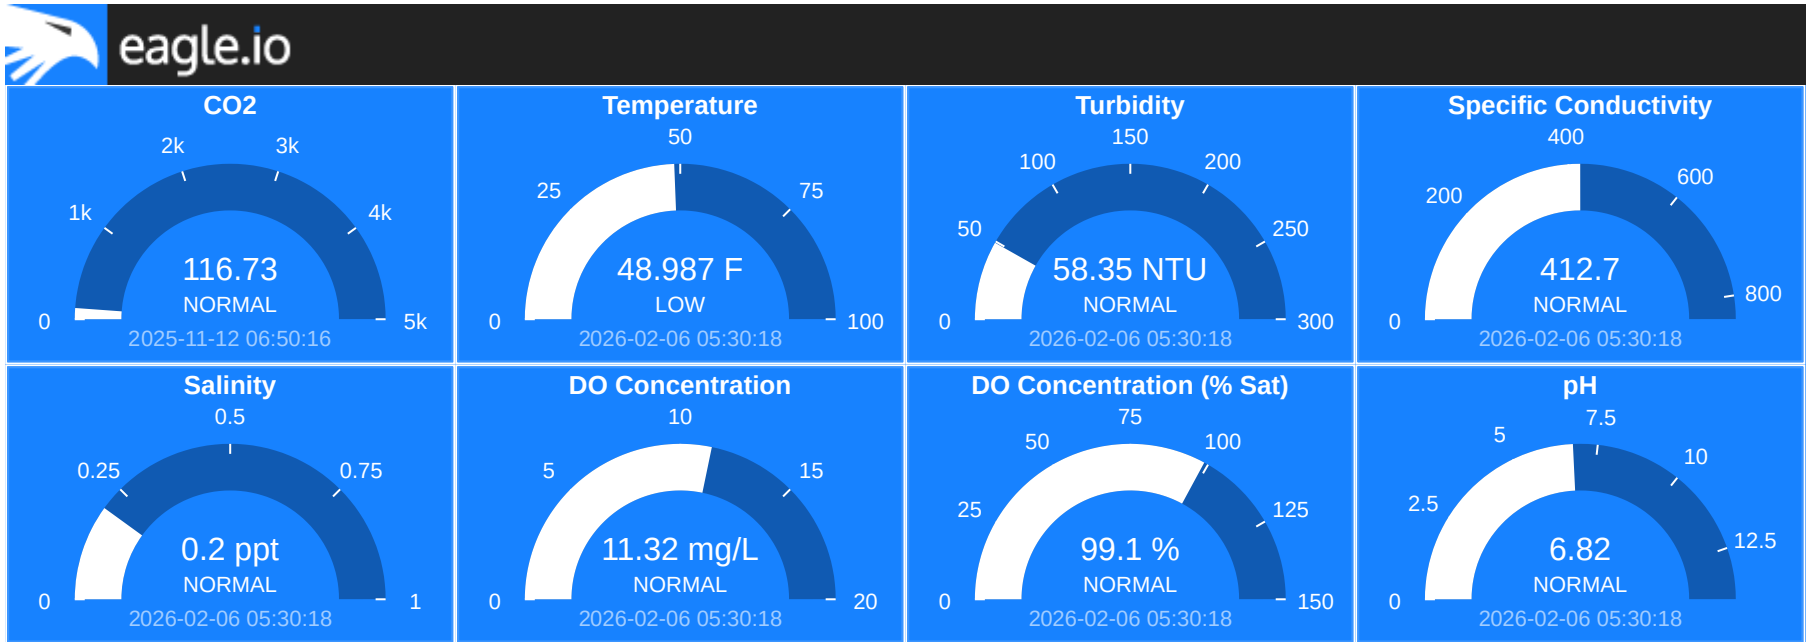 eagle.io
CO2
0
1k
2k
3k
4k
5k
116.73
NORMAL
2025-11-12 06:50:16
Temperature
0
25
50
75
100
48.987 F
LOW
2026-02-06 05:30:18
Turbidity
0
50
100
150
200
250
300
58.35 NTU
NORMAL
2026-02-06 05:30:18
Specific Conductivity
0
200
400
600
800
412.7
NORMAL
2026-02-06 05:30:18
Salinity
0
0.25
0.5
0.75
1
0.2 ppt
NORMAL
2026-02-06 05:30:18
DO Concentration
0
5
10
15
20
11.32 mg/L
NORMAL
2026-02-06 05:30:18
DO Concentration (% Sat)
0
25
50
75
100
125
150
99.1 %
NORMAL
2026-02-06 05:30:18
pH
0
2.5
5
7.5
10
12.5
6.82
NORMAL
2026-02-06 05:30:18